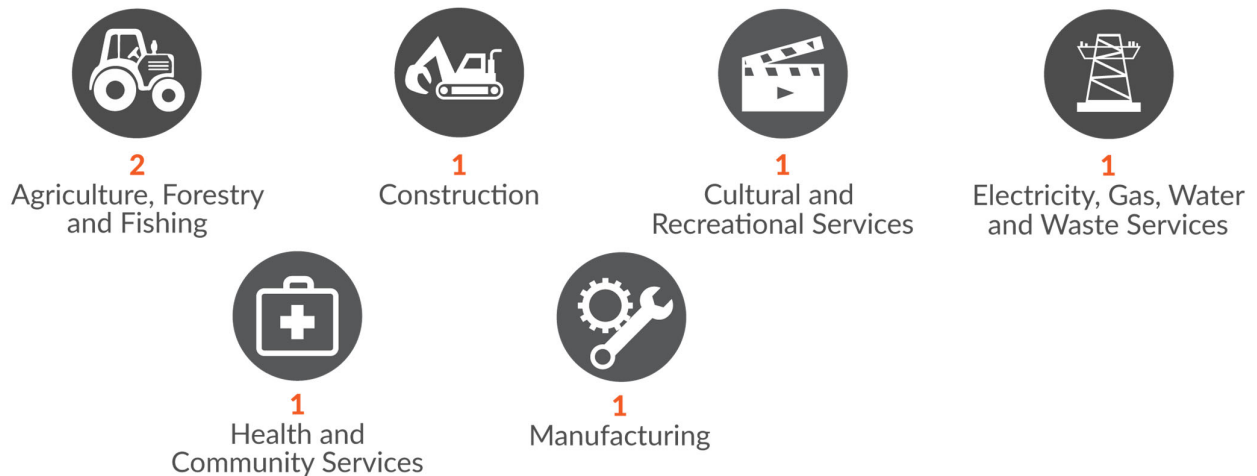 2
Agriculture, Forestry
and Fishing
1
Construction
1
Cultural and
Recreational Services
1
Electricity, Gas, Water
and Waste Services
1
Health and
Community Services
1
Manufacturing